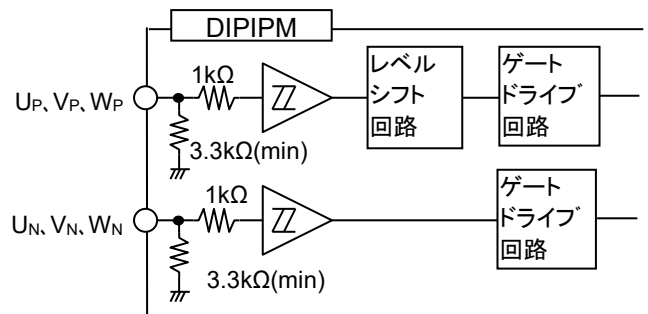 DIPIPM
1kΩ
レベル
シフト
回路
ゲート
ドライブ
回路
UP、VP、WP
3.3kΩ(min)
1kΩ
ゲート
ドライブ
回路
UN、VN、WN
3.3kΩ(min)